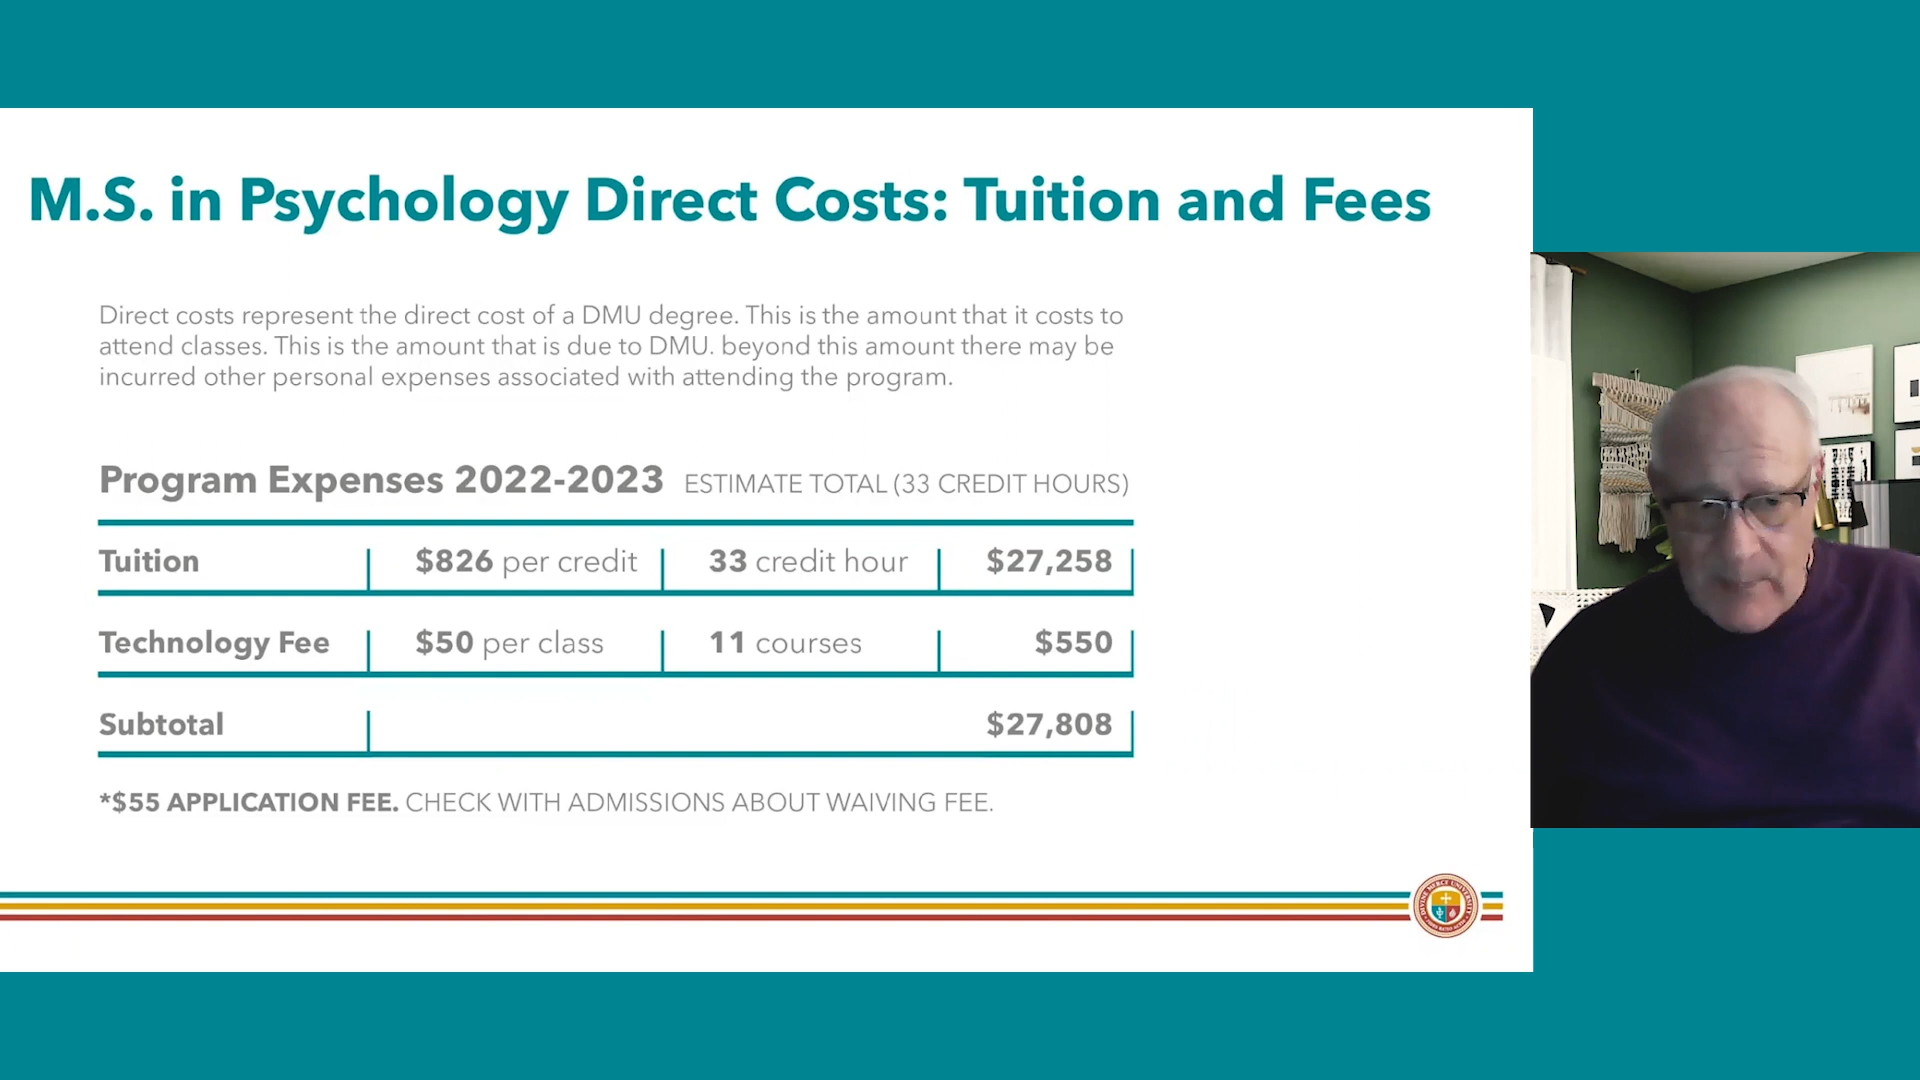 M.S. in Psychology Direct Costs: Tuition and Fees
Direct costs represent the direct cost of a DMU degree. This is the amount that it costs to
attend classes. This is the amount that is due to DMU. beyond this amount there may be
incurred other personal expenses associated with attending the program.
Program Expenses 2022-2023 ESTIMATE TOTAL (33 CREDIT HOURS)
Tuition $826 per credit 33 credit hour $27,258
Technology Fee $50 per class 11 courses $550
Subtotal $27,808
*$55 APPLICATION FEE. CHECK WITH ADMISSIONS ABOUT WAIVING FEE.
DIVINE MERCY UNIVERSITY